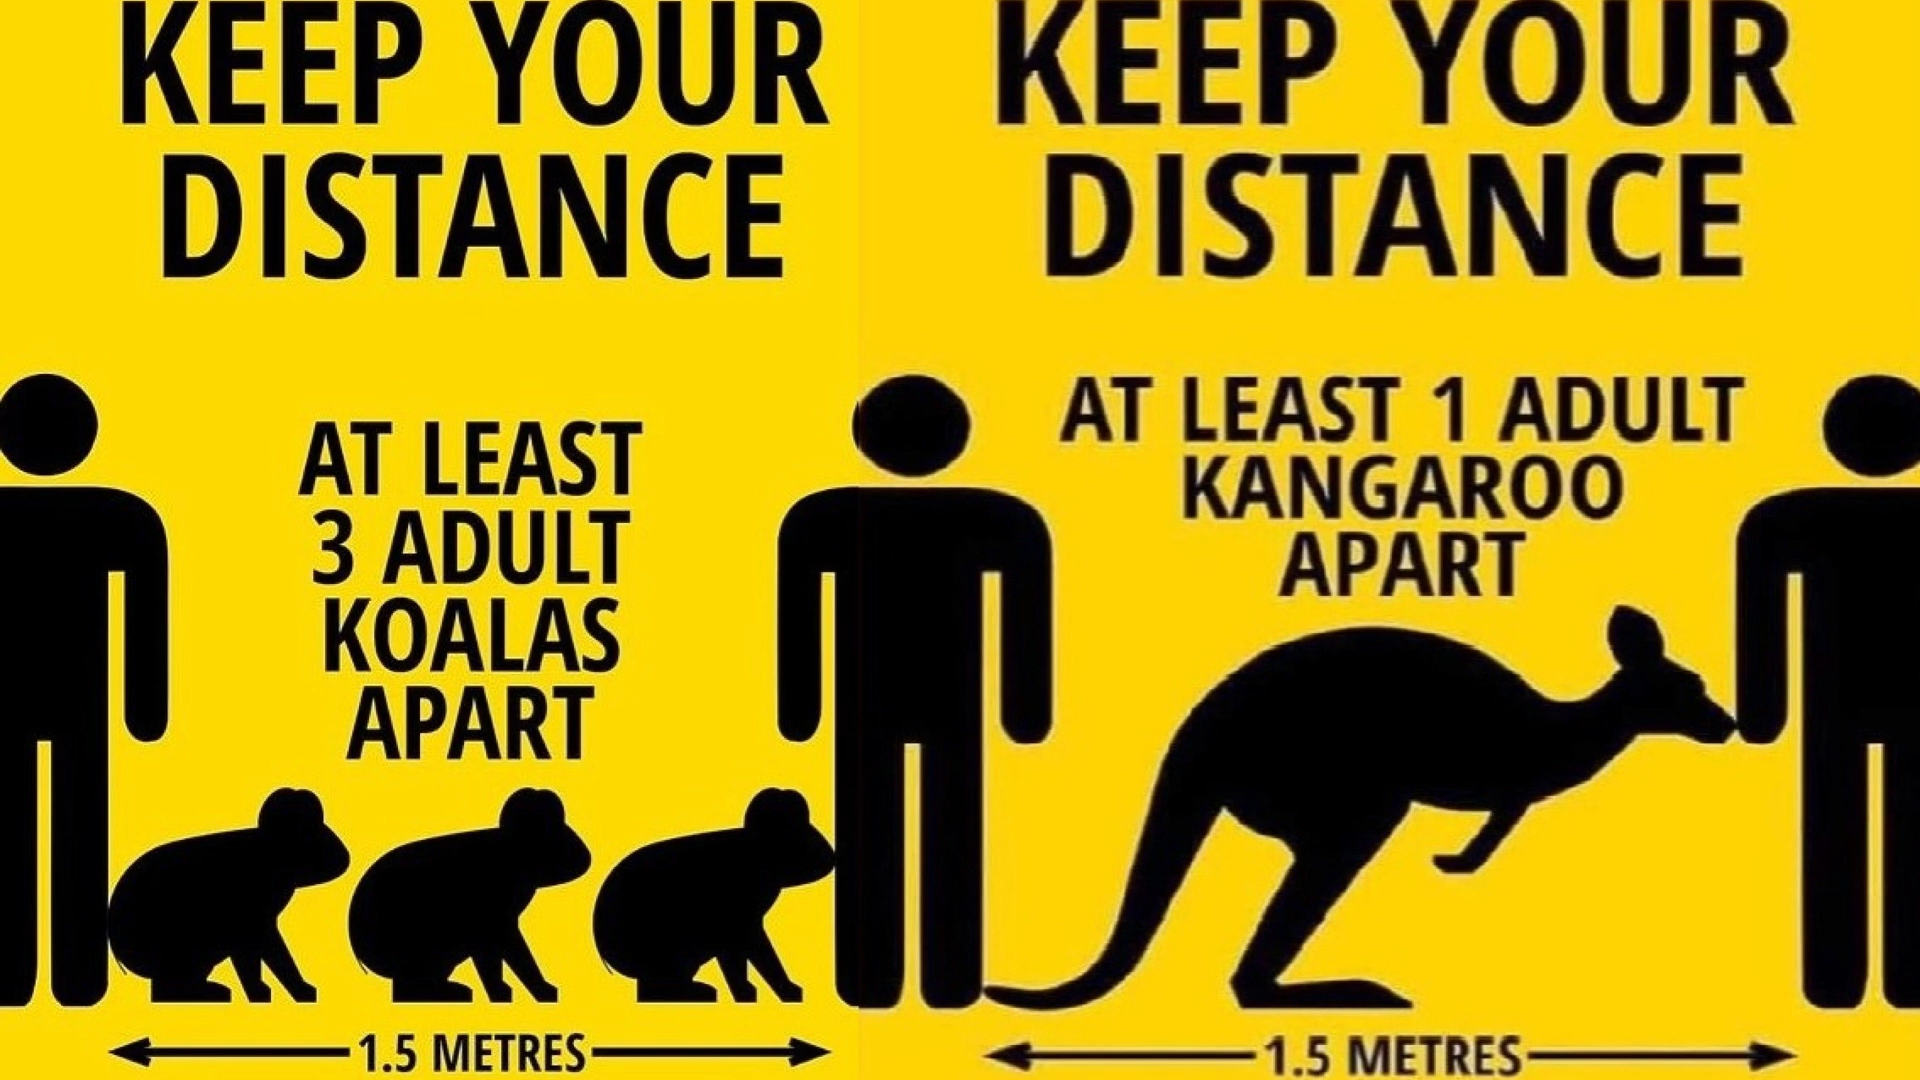 KEEP YOUR
DISTANCE
AT LEAST
3 ADULT
KOALAS
APART
1.5 METRES
KEEP YOUR
DISTANCE
AT LEAST 1 ADULT
KANGAROO
APART
1.5 METRES